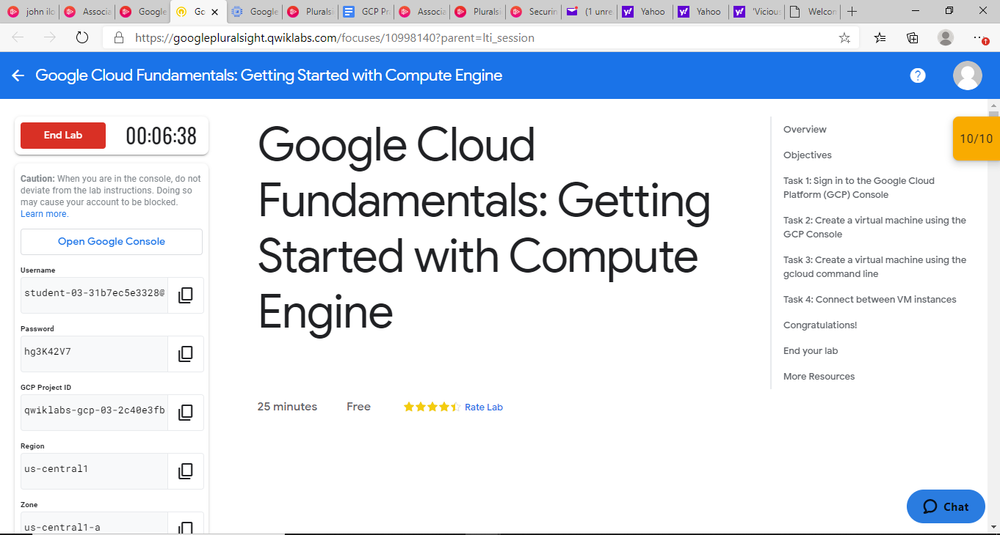 john ilo
Associa
Google
Go
Google
Plurals
GCP Pr
Associa
Plurals
Securin
(1 unre
Yahoo
Yahoo
'Viciou
Welcor
https://googlepluralsight.qwiklabs.com/focuses/10998140?parent=lti_session
Google Cloud Fundamentals: Getting Started with Compute Engine
?
End Lab
00:06:38
Caution: When you are in the console, do not
deviate from the lab instructions. Doing so
may cause your account to be blocked.
Learn more.
Open Google Console
Username
student-03-31b7ec5e3328@
Password
hg3K42V7
GCP Project ID
qwiklabs-gcp-03-2c40e3fb
Region
us-central1
Zone
us-central1-a
Google Cloud
Fundamentals: Getting
Started with Compute
Engine
25 minutes
Free
Rate Lab
Overview
Objectives
Task 1: Sign in to the Google Cloud
Platform (GCP) Console
Task 2: Create a virtual machine using the
GCP Console
Task 3: Create a virtual machine using the
gcloud command line
Task 4: Connect between VM instances
Congratulations!
End your lab
More Resources
10/10
Chat